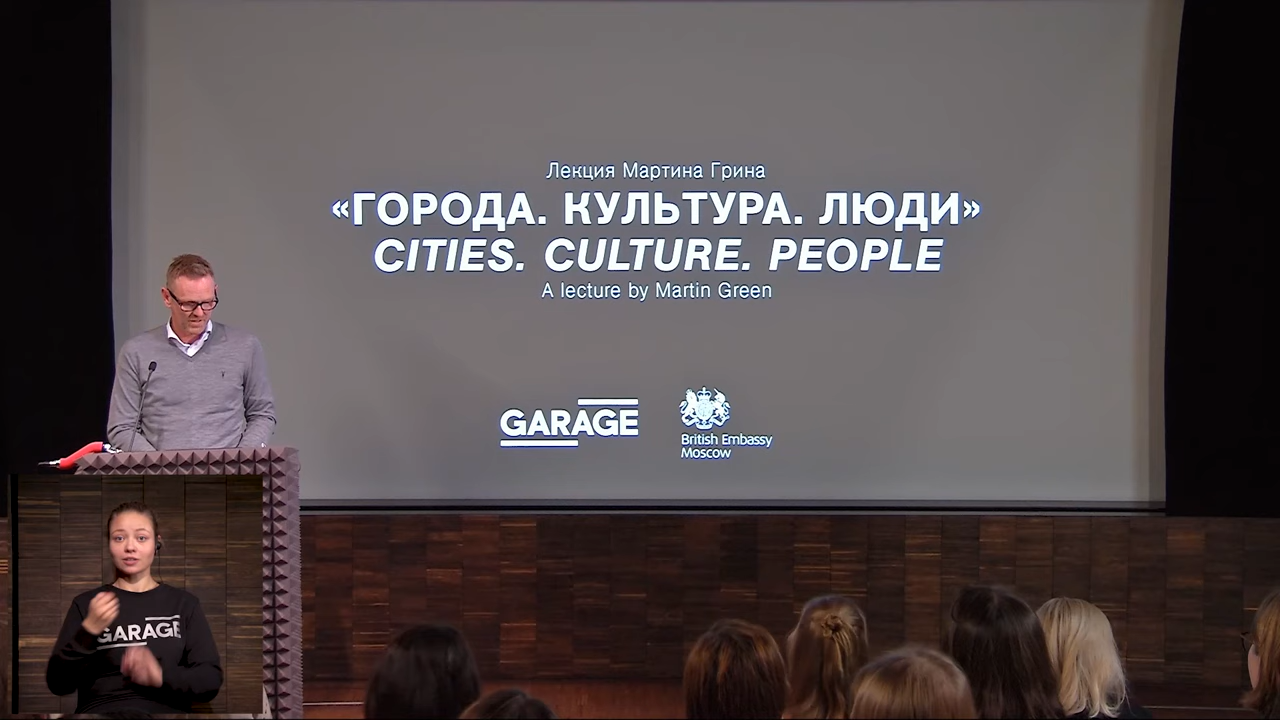 Лекция Мартина Грина
«ГОРОДА. КУЛЬТУРА. ЛЮДИ»
CITIES. CULTURE. PEOPLE
A lecture by Martin Green
GARAGE
British Embassy
Moscow
GARAGE